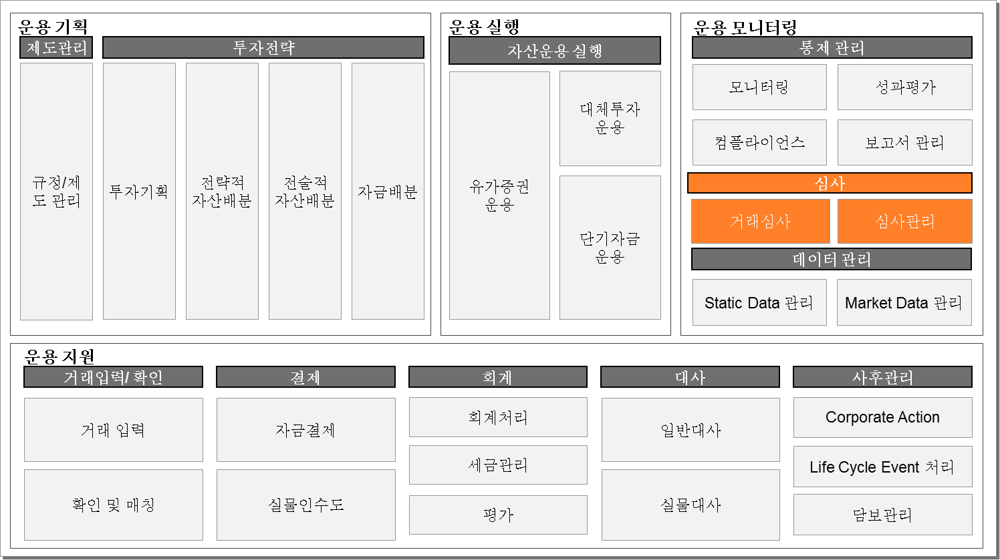 운용 기획
제도관리
투자전략
규정/제
도 관리
투자기획
전략적
자산배분
전술적
자산배분
자금배분
운용 실행
자산운용 실행
유가증권
운용
대체투자
운용
단기자금
운용
운용 모니터링
통제 관리
모니터링
성과평가
컴플라이언스
보고서 관리
심사
거래심사
심사관리
데이터 관리
Static Data 관리
Market Data 관리
운용 지원
거래입력/ 확인
거래 입력
확인 및 매칭
결제
자금결제
실물인수도
회계
회계처리
세금관리
평가
대사
일반대사
실물대사
사후관리
Corporate Action
Life Cycle Event 처리
담보관리